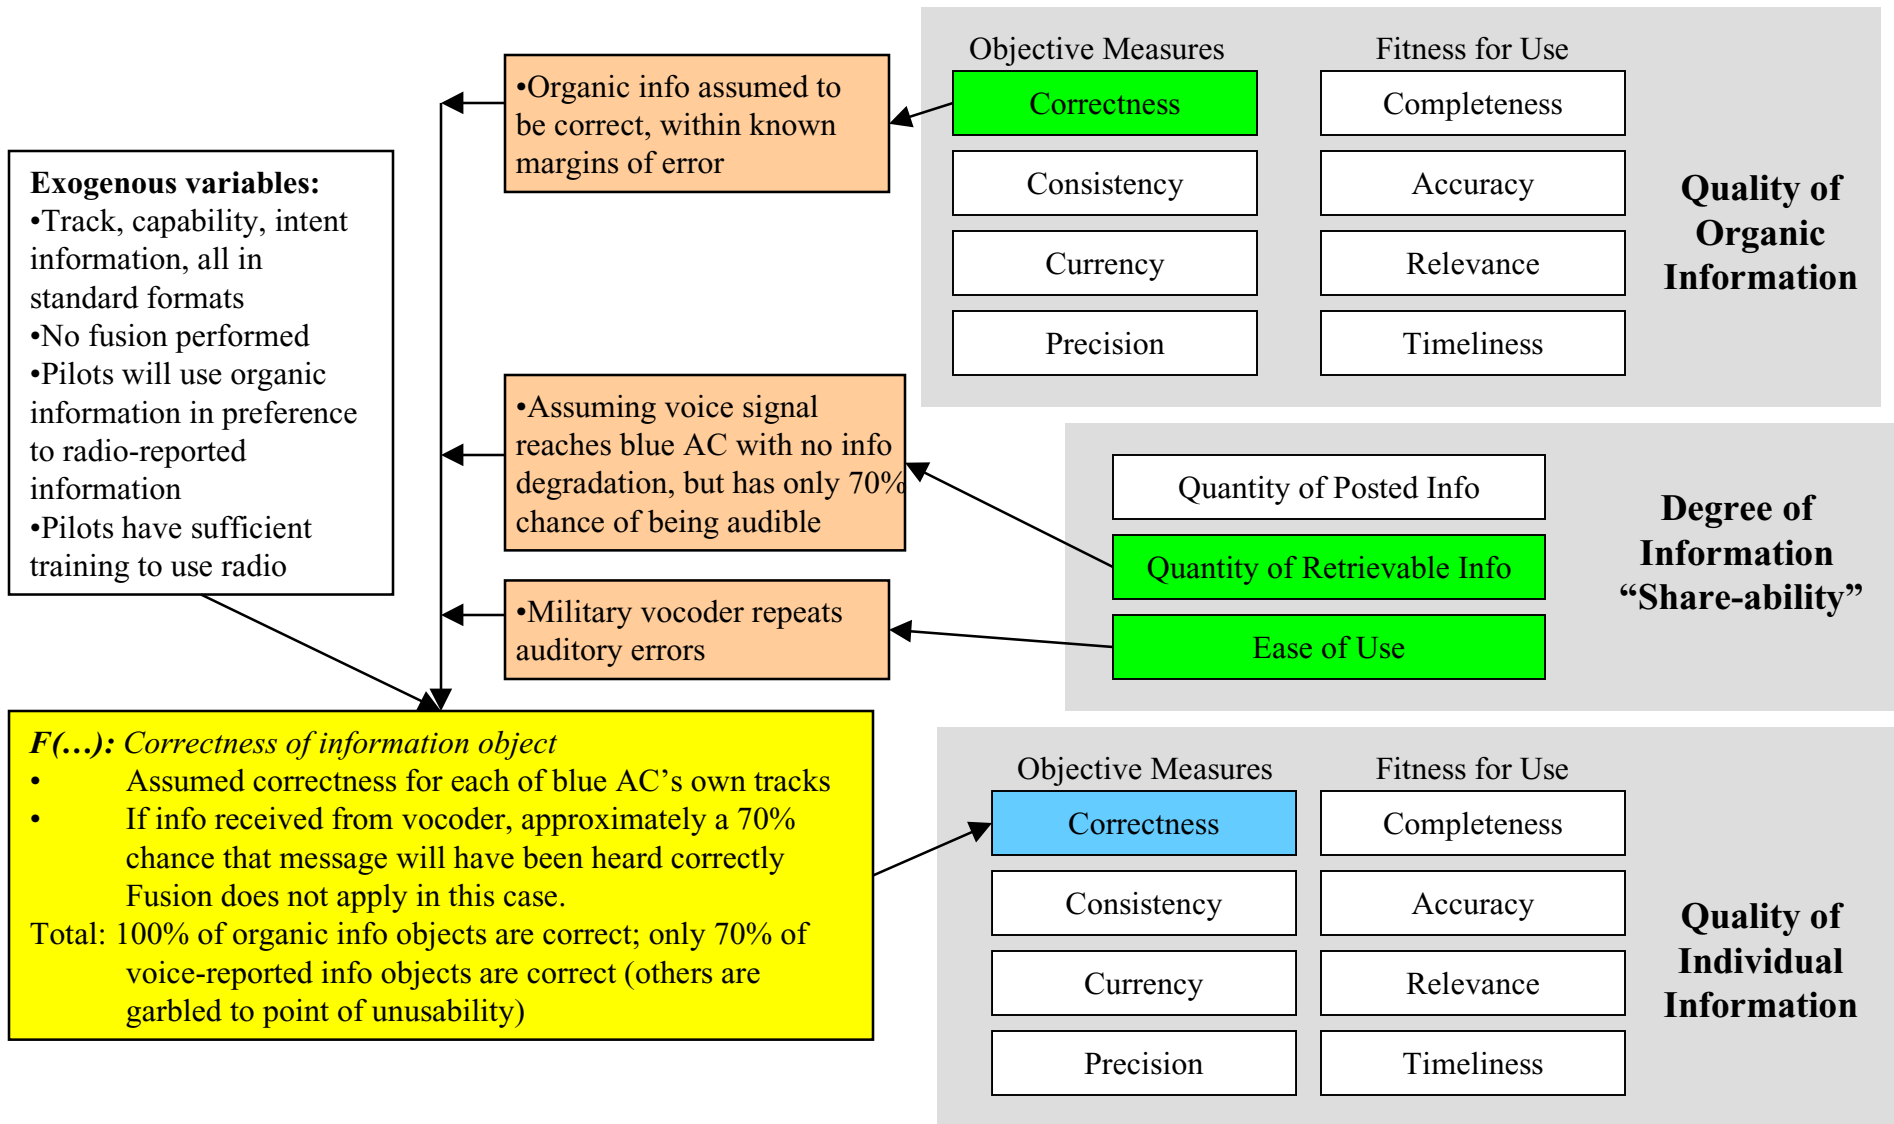 Exogenous variables:
•Track, capability, intent
information, all in
standard formats
•No fusion performed
•Pilots will use organic
information in preference
to radio-reported
information
•Pilots have sufficient
training to use radio
•Organic info assumed to
be correct, within known
margins of error
•Assuming voice signal
reaches blue AC with no info
degradation, but has only 70%
chance of being audible
•Military vocoder repeats
auditory errors
Objective Measures
Fitness for Use
Correctness
Completeness
Consistency
Accuracy
Currency
Relevance
Precision
Timeliness
Quality of
Organic
Information
Quantity of Posted Info
Quantity of Retrievable Info
Ease of Use
Degree of
Information
“Share-ability”
F(…): Correctness of information object
• Assumed correctness for each of blue AC’s own tracks
• If info received from vocoder, approximately a 70%
chance that message will have been heard correctly
Fusion does not apply in this case.
Total: 100% of organic info objects are correct; only 70% of
voice-reported info objects are correct (others are
garbled to point of unusability)
Objective Measures
Fitness for Use
Correctness
Completeness
Consistency
Accuracy
Currency
Relevance
Precision
Timeliness
Quality of
Individual
Information